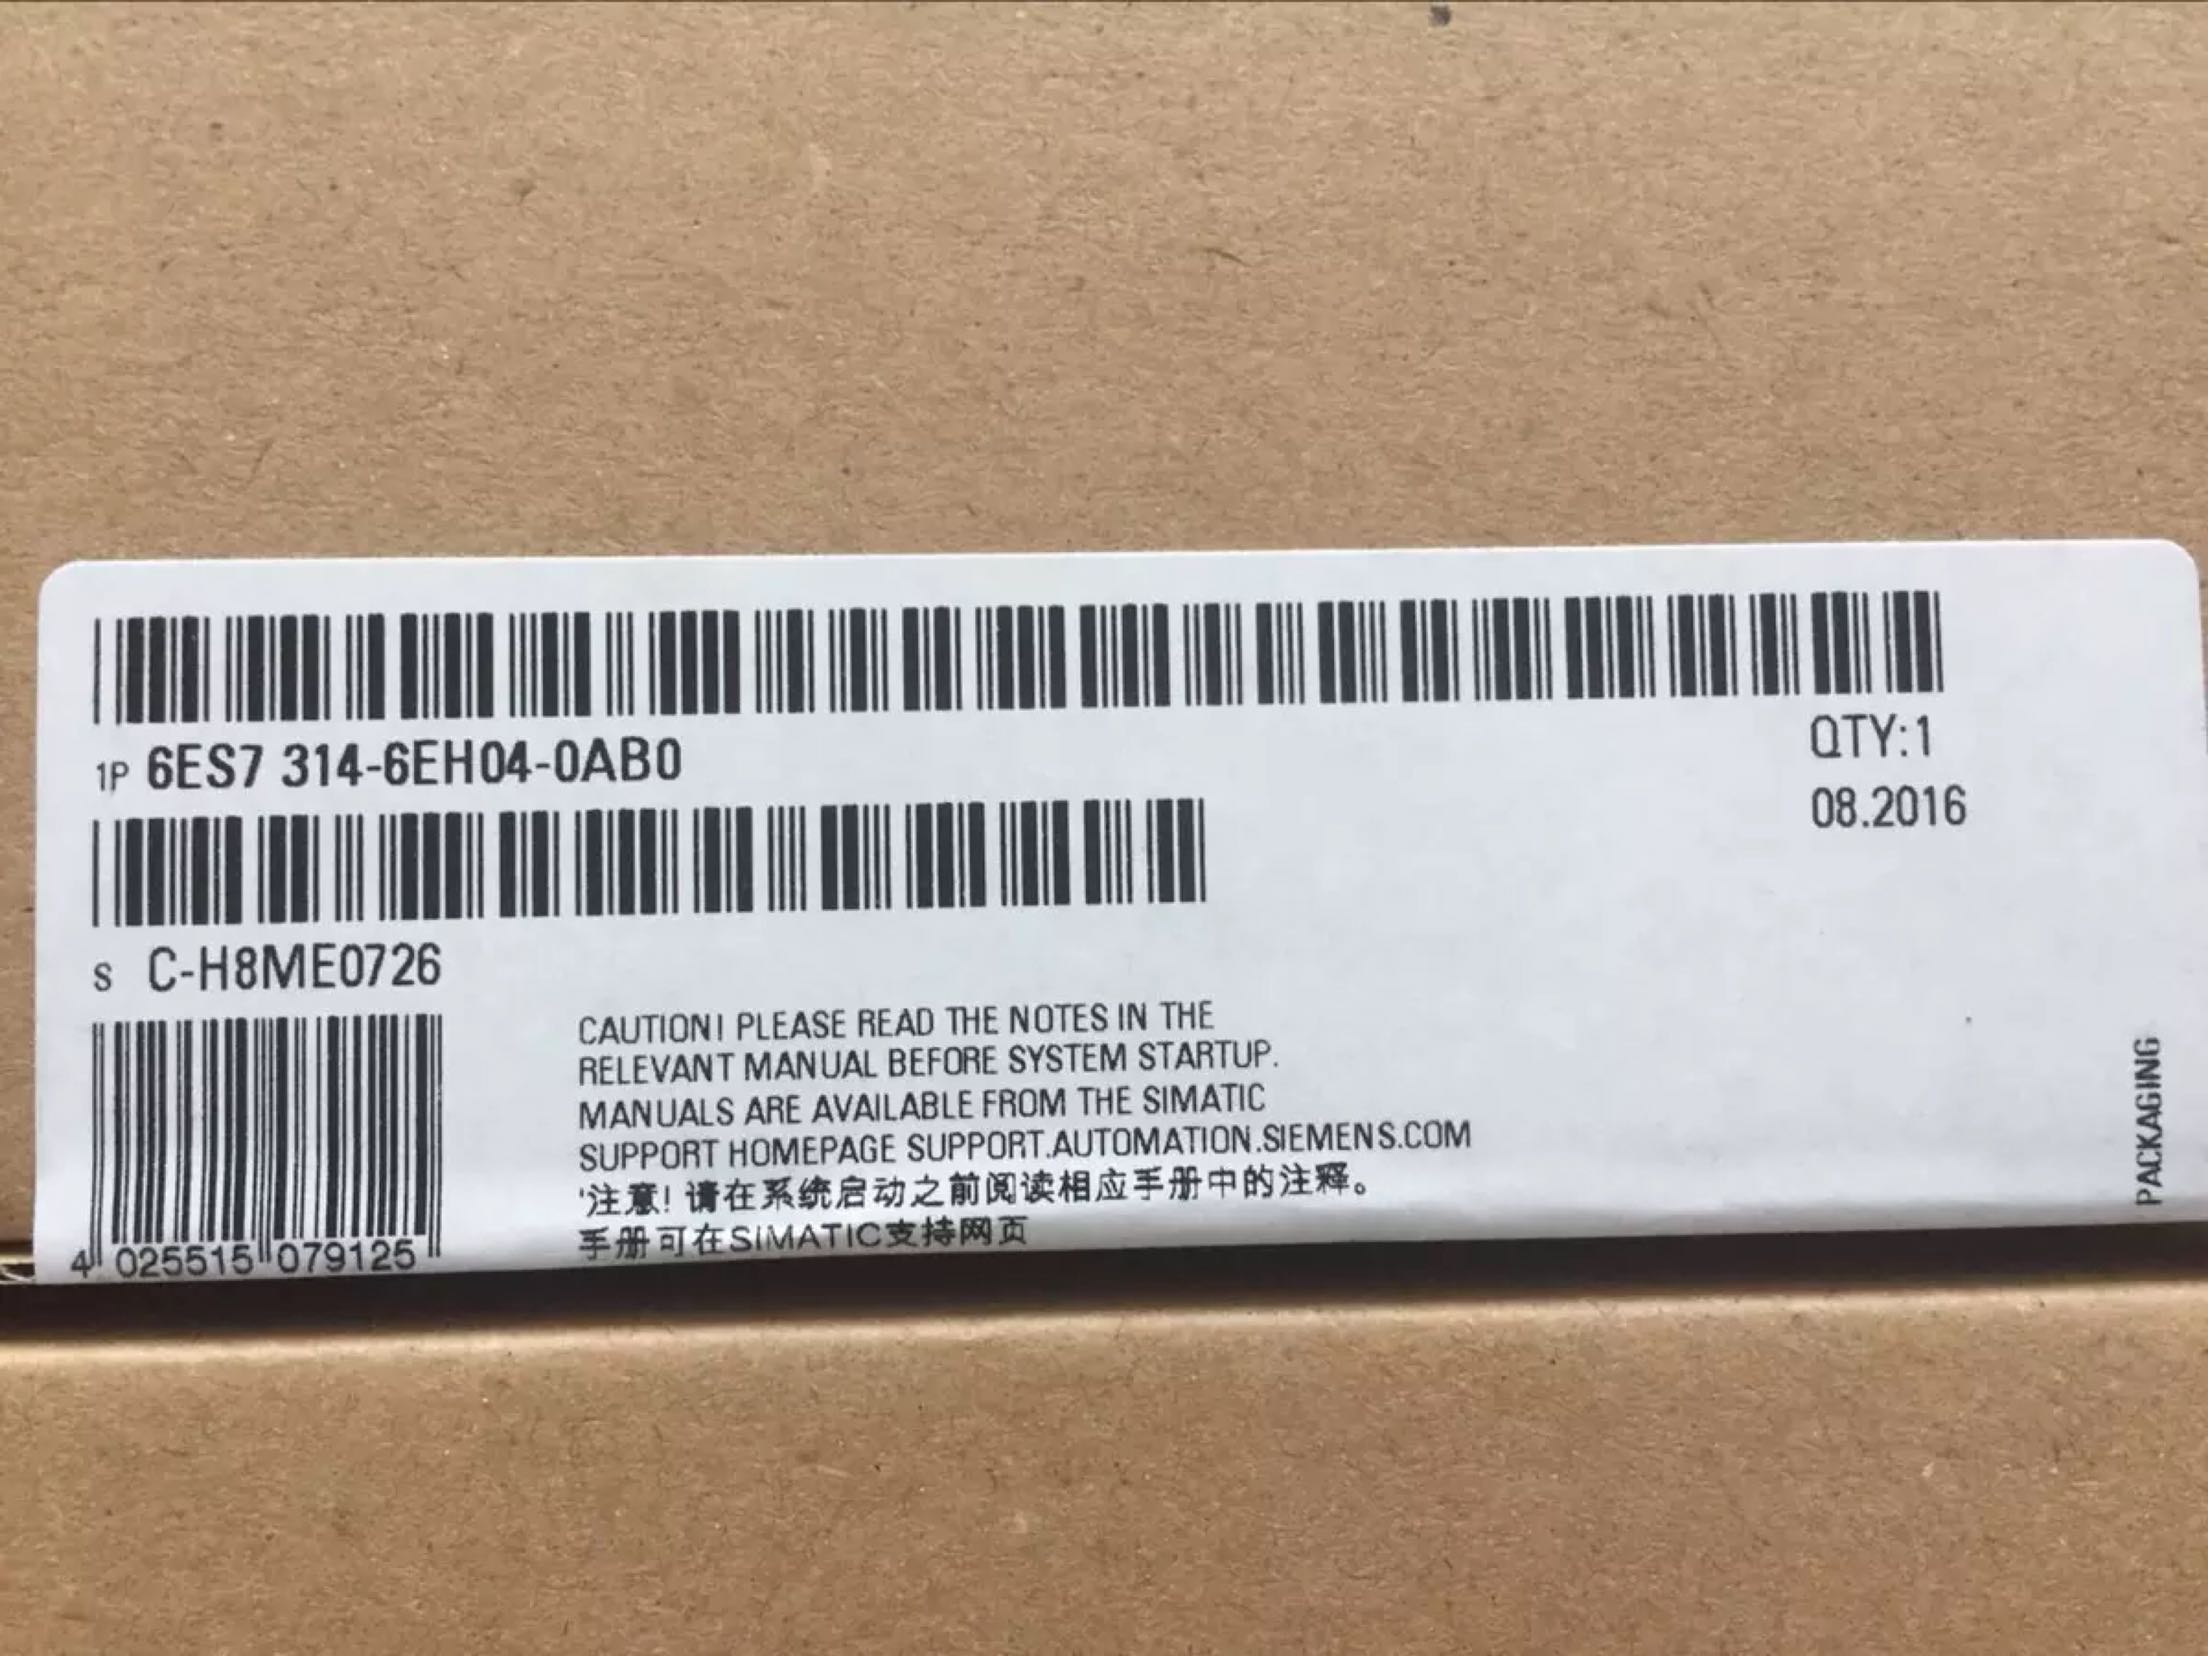 1P 6ES7 314-6EH04-0AB0
QTY:1
08.2016
S C-H8ME0726
4 025515 079125
CAUTION! PLEASE READ THE NOTES IN THE
RELEVANT MANUAL BEFORE SYSTEM STARTUP.
MANUALS ARE AVAILABLE FROM THE SIMATIC
SUPPORT HOMEPAGE SUPPORT.AUTOMATION.SIEMENS.COM
'注意! 请在系统启动之前阅读相应手册中的注释。
手册可在SIMATIC支持网页
PACKAGING